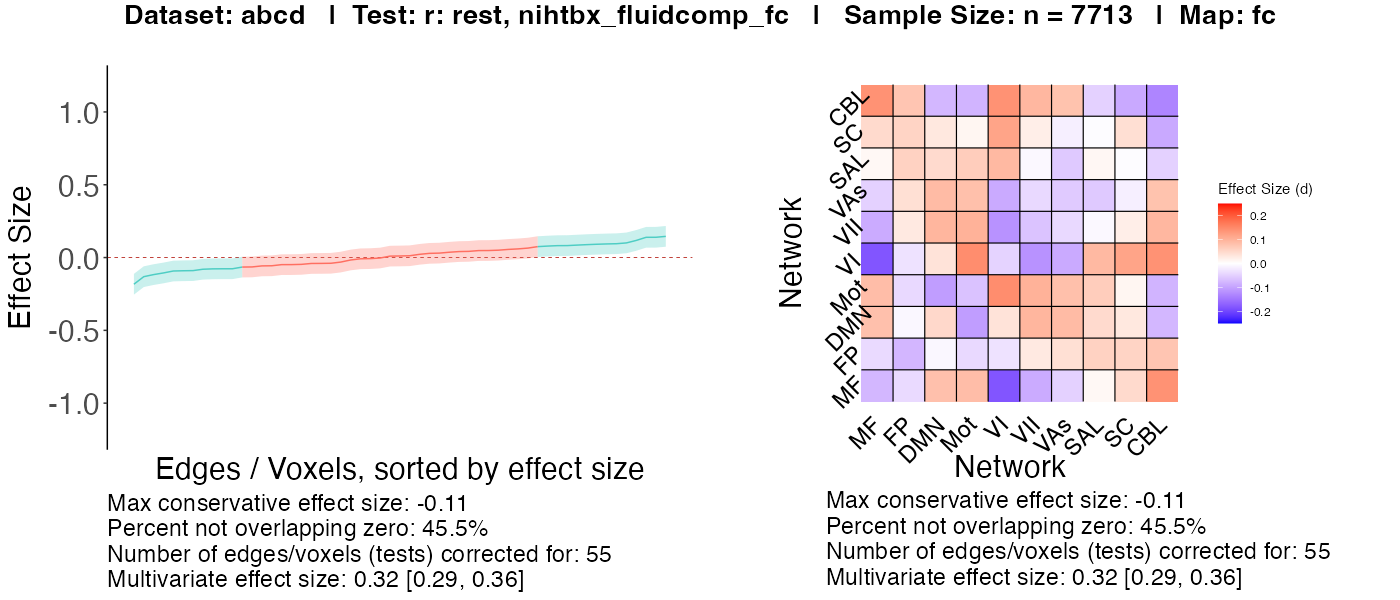 Dataset: abcd | Test: r: rest, nihtbx_fluidcomp_fc | Sample Size: n = 7713 | Map: fc
Effect Size
1.0
0.5
0.0
-0.5
-1.0
Edges / Voxels, sorted by effect size
Max conservative effect size: -0.11
Percent not overlapping zero: 45.5%
Number of edges/voxels (tests) corrected for: 55
Multivariate effect size: 0.32 [0.29, 0.36]
Network
CBL
SC
SAL
VAs
VII
VI
Mot
DMN
FP
MF
MF
FP
DMN
Mot
VI
VII
VAs
SAL
SC
CBL
Network
Effect Size (d)
0.2
0.1
0.0
-0.1
-0.2
Max conservative effect size: -0.11
Percent not overlapping zero: 45.5%
Number of edges/voxels (tests) corrected for: 55
Multivariate effect size: 0.32 [0.29, 0.36]